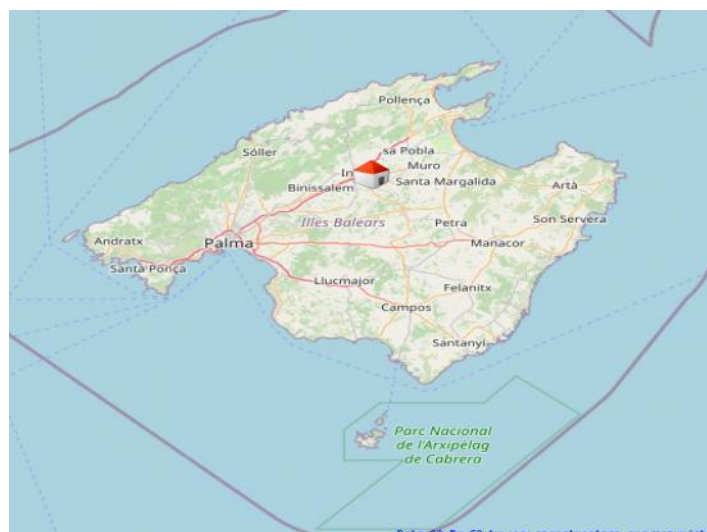 Pollença
sa Pobla
Sóller
Muro
In
Binissalem
Santa Margalida
Artà
Illes Balears
Petra
Son Servera
Andratx
Palma
Manacor
Santa Ponça
Llucmajor
Felanitx
Campos
Santanyí
Parc Nacional
de l'Arxipèlag
de Cabrera